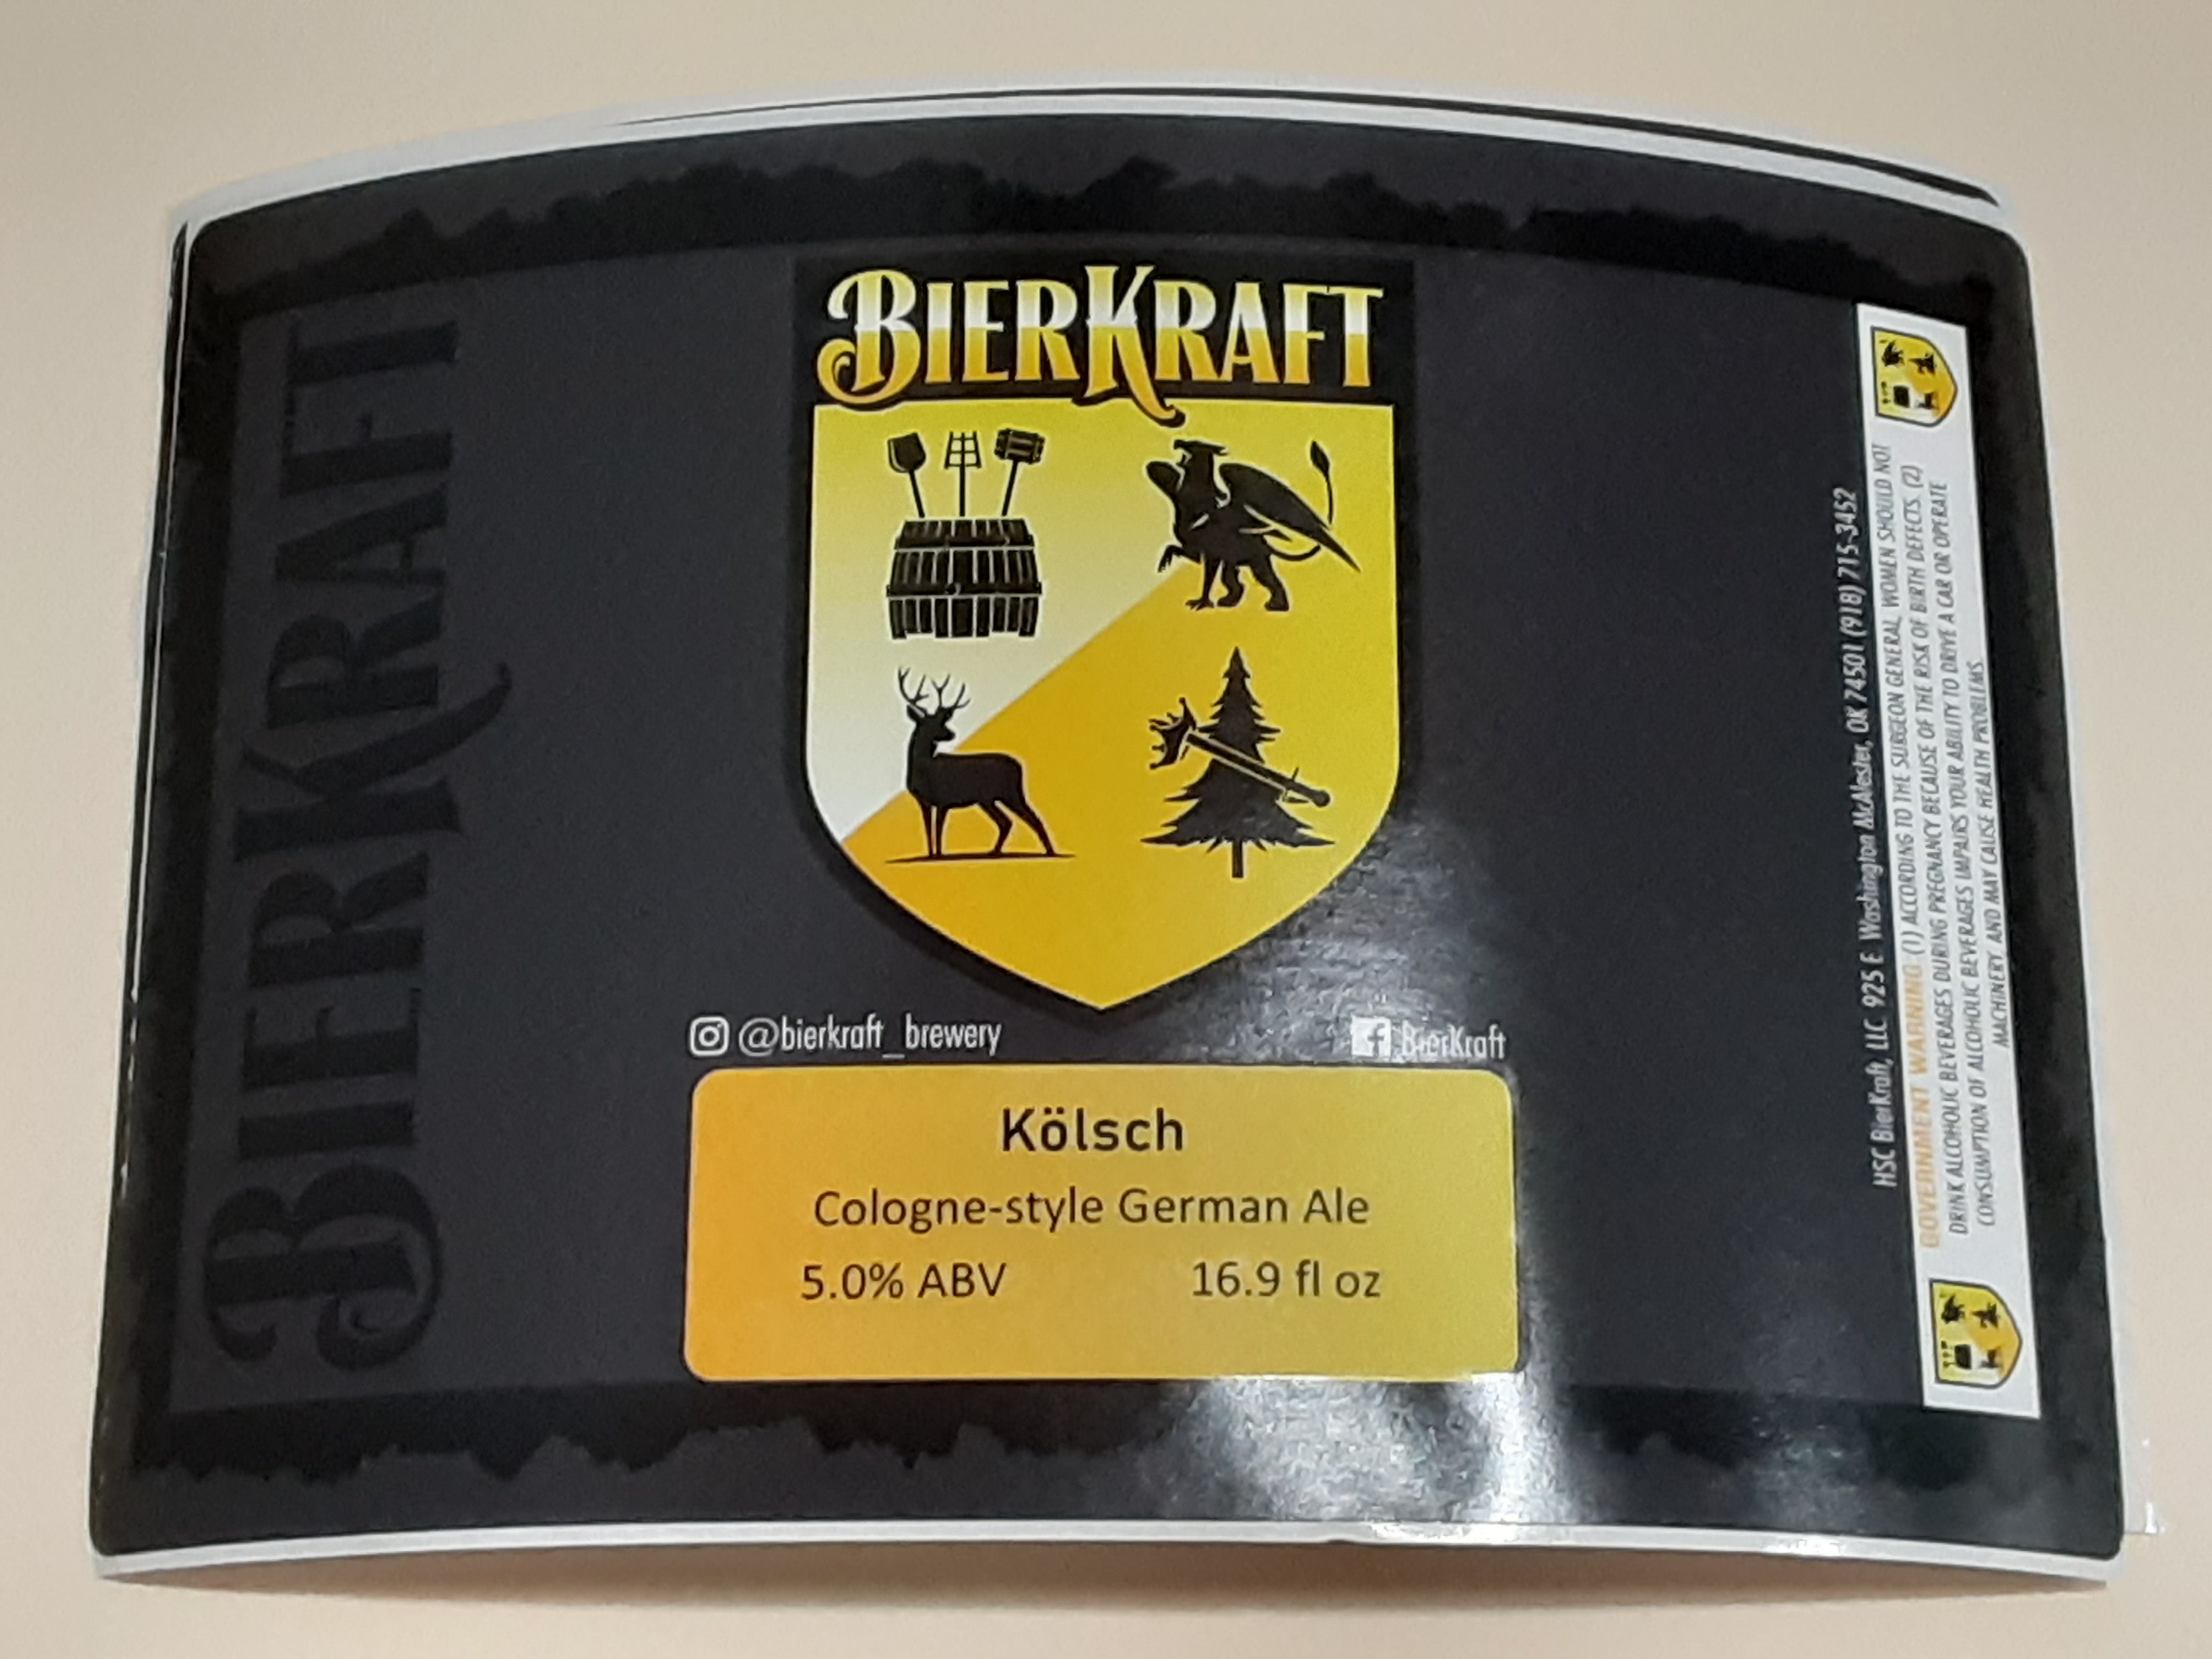 BIERKRAFT
BIERKRAFT
@bierkraft_brewery
BierKraft
Kölsch
Cologne-style German Ale
5.0% ABV 16.9 fl oz
HSC BierKraft, LLC 925 E. Washington McAlester, OK 74501 (918) 715-3452
GOVERNMENT WARNING: (1) ACCORDING TO THE SURGEON GENERAL, WOMEN SHOULD NOT
DRINK ALCOHOLIC BEVERAGES DURING PREGNANCY BECAUSE OF THE RISK OF BIRTH DEFECTS. (2)
CONSUMPTION OF ALCOHOLIC BEVERAGES IMPAIRS YOUR ABILITY TO DRIVE A CAR OR OPERATE
MACHINERY, AND MAY CAUSE HEALTH PROBLEMS.